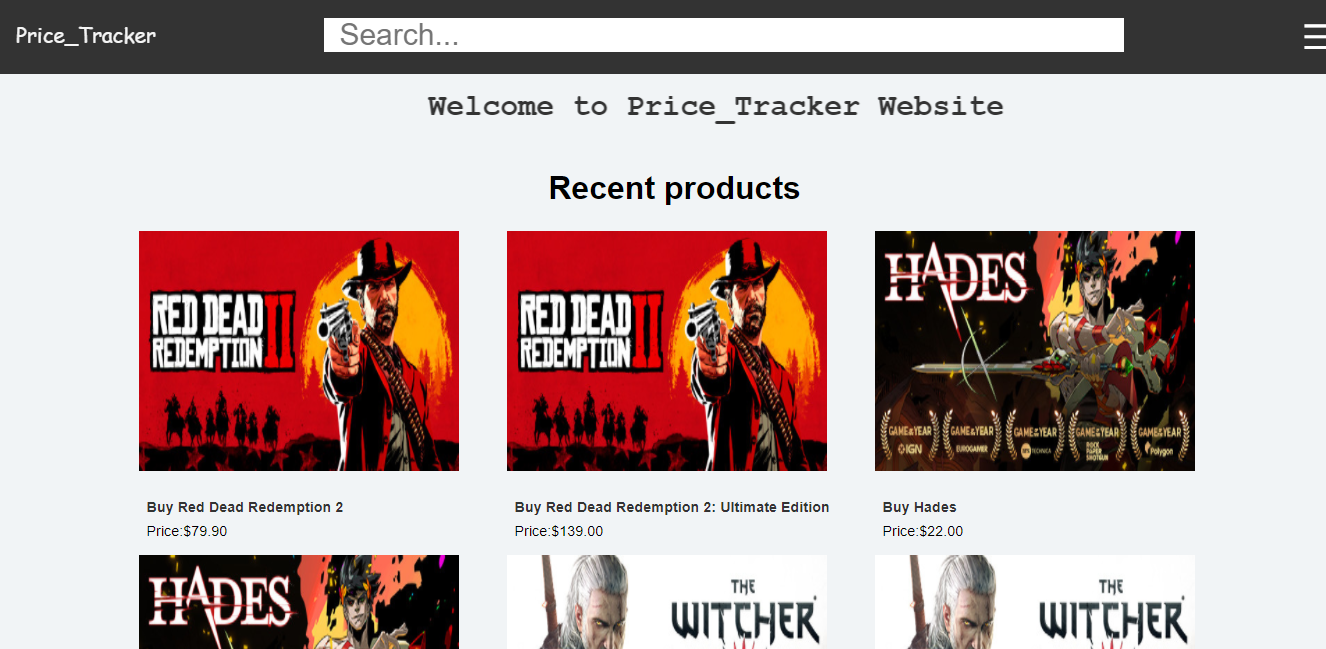 Price_Tracker
Search...
Welcome to Price_Tracker Website
Recent products
RED DEAD
REDEMPTION II
RED DEAD
REDEMPTION II
HADES
GAME OF THE YEAR
IGN
GAME OF THE YEAR
EUROGAMER
GAME OF THE YEAR
ARS TECHNICA
GAME OF THE YEAR
ROCK
PAPER
SHOTGUN
GAME OF THE YEAR
Polygon
Buy Red Dead Redemption 2
Price:$79.90
Buy Red Dead Redemption 2: Ultimate Edition
Price:$139.00
Buy Hades
Price:$22.00
HADES
THE
WITCHER
THE
WITCHER